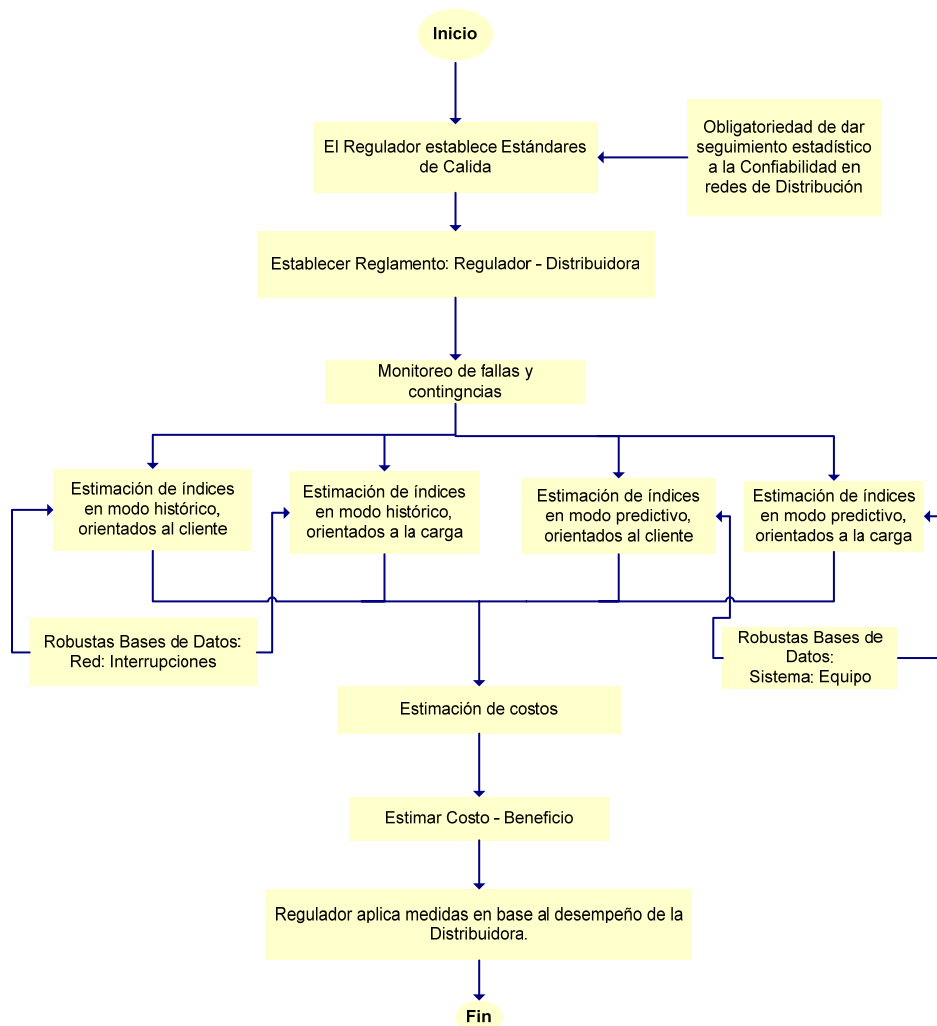 Inicio
El Regulador establece Estándares
de Calida
Obligatoriedad de dar
seguimiento estadístico
a la Confiabilidad en
redes de Distribución
Establecer Reglamento: Regulador - Distribuidora
Monitoreo de fallas y
contingncias
Estimación de índices
en modo histórico,
orientados al cliente
Estimación de índices
en modo histórico,
orientados a la carga
Estimación de índices
en modo predictivo,
orientados al cliente
Estimación de índices
en modo predictivo,
orientados a la carga
Robustas Bases de Datos:
Red: Interrupciones
Robustas Bases de
Datos:
Sistema: Equipo
Estimación de costos
Estimar Costo - Beneficio
Regulador aplica medidas en base al desempeño de la
Distribuidora.
Fin